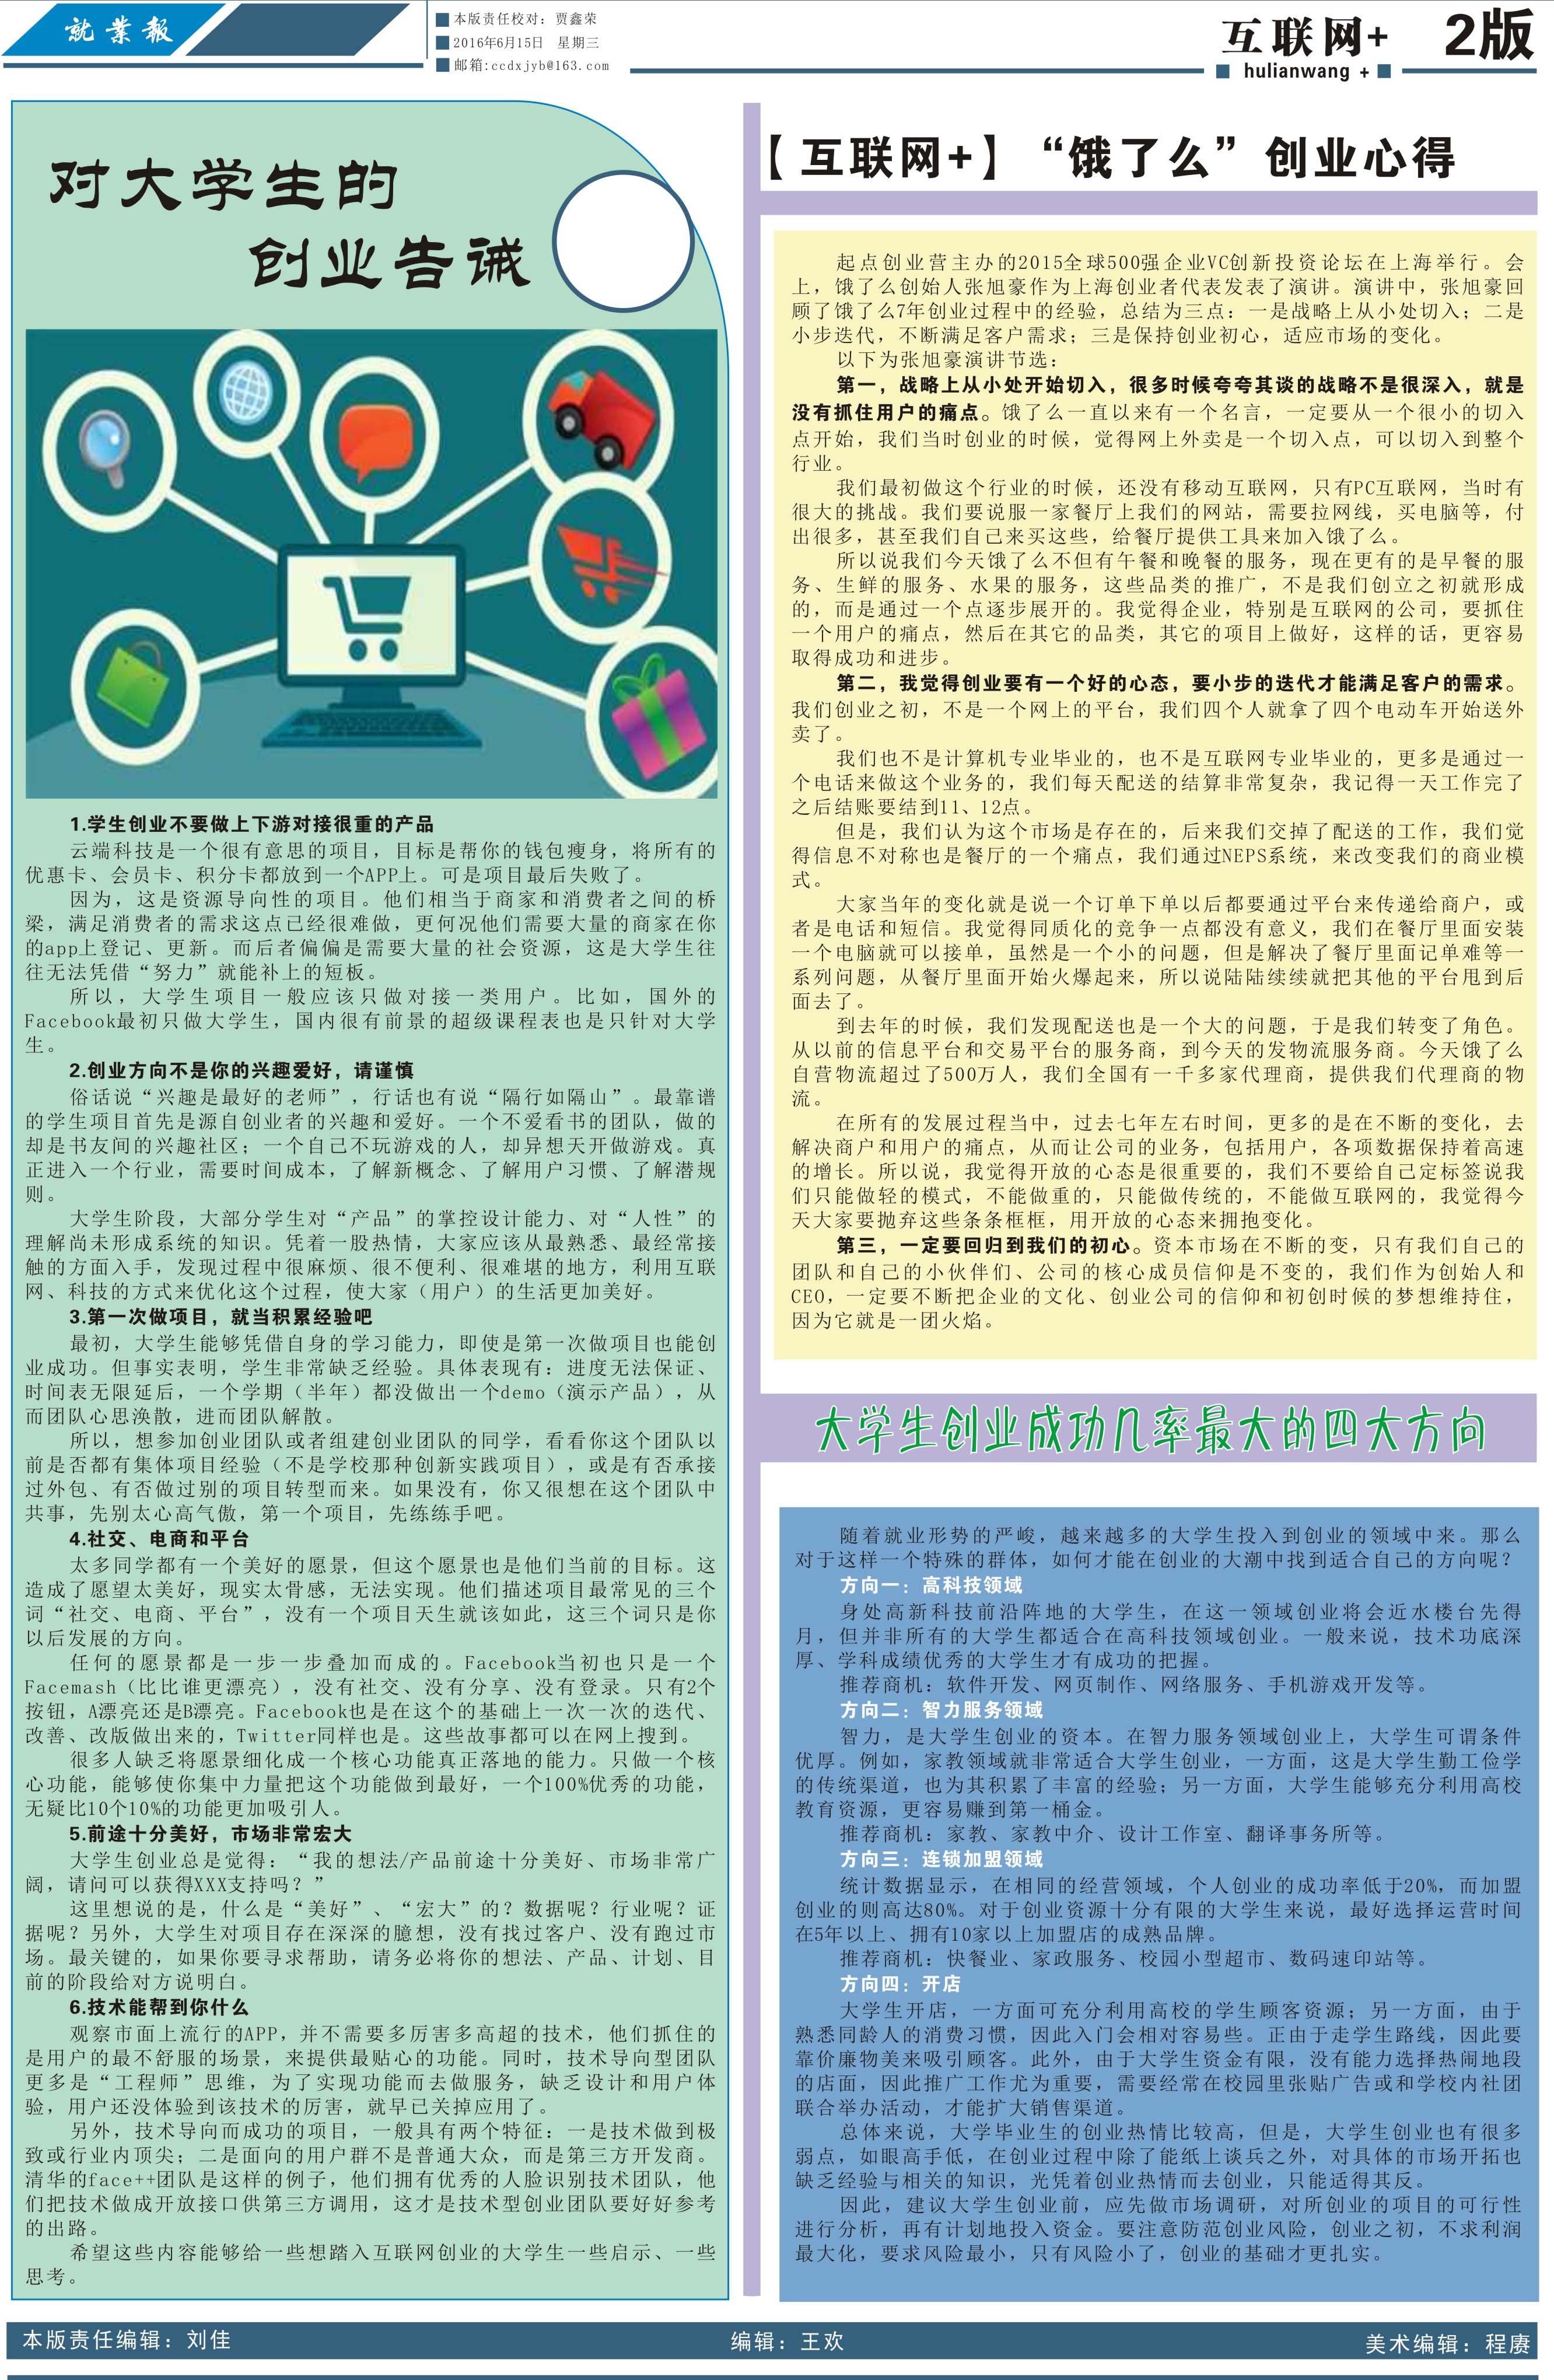 就业報
本版责任校对：贾鑫荣
2016年6月15日 星期三
邮箱:ccdxjyb@163.com
互联网+
hulianwang +
2版
对大学生的
创业告诫
1.学生创业不要做上下游对接很重的产品
云端科技是一个很有意思的项目，目标是帮你的钱包瘦身，将所有的
优惠卡、会员卡、积分卡都放到一个APP上。可是项目最后失败了。
因为，这是资源导向性的项目。他们相当于商家和消费者之间的桥
梁，满足消费者的需求这点已经很难做，更何况他们需要大量的商家在你
的app上登记、更新。而后者偏偏是需要大量的社会资源，这是大学生往
往无法凭借“努力”就能补上的短板。
所以，大学生项目一般应该只做对接一类用户。比如，国外的
Facebook最初只做大学生，国内很有前景的超级课程表也是只针对大学
生。
2.创业方向不是你的兴趣爱好，请谨慎
俗话说“兴趣是最好的老师”，行话也有说“隔行如隔山”。最靠谱
的学生项目首先是源自创业者的兴趣和爱好。一个不爱看书的团队，做的
却是书友间的兴趣社区；一个自己不玩游戏的人，却异想天开做游戏。真
正进入一个行业，需要时间成本，了解新概念、了解用户习惯、了解潜规
则。
大学生阶段，大部分学生对“产品”的掌控设计能力、对“人性”的
理解尚未形成系统的知识。凭着一股热情，大家应该从最熟悉、最经常接
触的方面入手，发现过程中很麻烦、很不便利、很难堪的地方，利用互联
网、科技的方式来优化这个过程，使大家（用户）的生活更加美好。
3.第一次做项目，就当积累经验吧
最初，大学生能够凭借自身的学习能力，即使是第一次做项目也能创
业成功。但事实表明，学生非常缺乏经验。具体表现有：进度无法保证、
时间表无限延后，一个学期（半年）都没做出一个demo（演示产品），从
而团队心思涣散，进而团队解散。
所以，想参加创业团队或者组建创业团队的同学，看看你这个团队以
前是否都有集体项目经验（不是学校那种创新实践项目），或是有否承接
过外包、有否做过别的项目转型而来。如果没有，你又很想在这个团队中
共事，先别太心高气傲，第一个项目，先练练手吧。
4.社交、电商和平台
太多同学都有一个美好的愿景，但这个愿景也是他们当前的目标。这
造成了愿望太美好，现实太骨感，无法实现。他们描述项目最常见的三个
词“社交、电商、平台”，没有一个项目天生就该如此，这三个词只是你
以后发展的方向。
任何的愿景都是一步一步叠加而成的。Facebook当初也只是一个
Facemash（比比谁更漂亮），没有社交、没有分享、没有登录。只有2个
按钮，A漂亮还是B漂亮。Facebook也是在这个的基础上一次一次的迭代、
改善、改版做出来的，Twitter同样也是。这些故事都可以在网上搜到。
很多人缺乏将愿景细化成一个核心功能真正落地的能力。只做一个核
心功能，能够使你集中力量把这个功能做到最好，一个100%优秀的功能，
无疑比10个10%的功能更加吸引人。
5.前途十分美好，市场非常宏大
大学生创业总是觉得：“我的想法/产品前途十分美好、市场非常广
阔，请问可以获得XXX支持吗？”
这里想说的是，什么是“美好”、“宏大”的？数据呢？行业呢？证
据呢？另外，大学生对项目存在深深的臆想，没有找过客户、没有跑过市
场。最关键的，如果你要寻求帮助，请务必将你的想法、产品、计划、目
前的阶段给对方说明白。
6.技术能帮到你什么
观察市面上流行的APP，并不需要多厉害多高超的技术，他们抓住的
是用户的最不舒服的场景，来提供最贴心的功能。同时，技术导向型团队
更多是“工程师”思维，为了实现功能而去做服务，缺乏设计和用户体
验，用户还没体验到该技术的厉害，就早已关掉应用了。
另外，技术导向而成功的项目，一般具有两个特征：一是技术做到极
致或行业内顶尖；二是面向的用户群不是普通大众，而是第三方开发商。
清华的face++团队是这样的例子，他们拥有优秀的人脸识别技术团队，他
们把技术做成开放接口供第三方调用，这才是技术型创业团队要好好参考
的出路。
希望这些内容能够给一些想踏入互联网创业的大学生一些启示、一些
思考。
【互联网+】“饿了么”创业心得
起点创业营主办的2015全球500强企业VC创新投资论坛在上海举行。会
上，饿了么创始人张旭豪作为上海创业者代表发表了演讲。演讲中，张旭豪回
顾了饿了么7年创业过程中的经验，总结为三点：一是战略上从小处切入；二是
小步迭代，不断满足客户需求；三是保持创业初心，适应市场的变化。
以下为张旭豪演讲节选：
第一，战略上从小处开始切入，很多时候夸夸其谈的战略不是很深入，就是
没有抓住用户的痛点。饿了么一直以来有一个名言，一定要从一个很小的切入
点开始，我们当时创业的时候，觉得网上外卖是一个切入点，可以切入到整个
行业。
我们最初做这个行业的时候，还没有移动互联网，只有PC互联网，当时有
很大的挑战。我们要说服一家餐厅上我们的网站，需要拉网线，买电脑等，付
出很多，甚至我们自己来买这些，给餐厅提供工具来加入饿了么。
所以说我们今天饿了么不但有午餐和晚餐的服务，现在更有的是早餐的服
务、生鲜的服务、水果的服务，这些品类的推广，不是我们创立之初就形成
的，而是通过一个点逐步展开的。我觉得企业，特别是互联网的公司，要抓住
一个用户的痛点，然后在其它的品类，其它的项目上做好，这样的话，更容易
取得成功和进步。
第二，我觉得创业要有一个好的心态，要小步的迭代才能满足客户的需求。
我们创业之初，不是一个网上的平台，我们四个人就拿了四个电动车开始送外
卖了。
我们也不是计算机专业毕业的，也不是互联网专业毕业的，更多是通过一
个电话来做这个业务的，我们每天配送的结算非常复杂，我记得一天工作完了
之后结账要结到11、12点。
但是，我们认为这个市场是存在的，后来我们交掉了配送的工作，我们觉
得信息不对称也是餐厅的一个痛点，我们通过NEPS系统，来改变我们的商业模
式。
大家当年的变化就是说一个订单下单以后都要通过平台来传递给商户，或
者是电话和短信。我觉得同质化的竞争一点都没有意义，我们在餐厅里面安装
一个电脑就可以接单，虽然是一个小的问题，但是解决了餐厅里面记单难等一
系列问题，从餐厅里面开始火爆起来，所以说陆陆续续就把其他的平台甩到后
面去了。
到去年的时候，我们发现配送也是一个大的问题，于是我们转变了角色。
从以前的信息平台和交易平台的服务商，到今天的发物流服务商。今天饿了么
自营物流超过了500万人，我们全国有一千多家代理商，提供我们代理商的物
流。
在所有的发展过程当中，过去七年左右时间，更多的是在不断的变化，去
解决商户和用户的痛点，从而让公司的业务，包括用户，各项数据保持着高速
的增长。所以说，我觉得开放的心态是很重要的，我们不要给自己定标签说我
们只能做轻的模式，不能做重的，只能做传统的，不能做互联网的，我觉得今
天大家要抛弃这些条条框框，用开放的心态来拥抱变化。
第三，一定要回归到我们的初心。资本市场在不断的变，只有我们自己的
团队和自己的小伙伴们、公司的核心成员信仰是不变的，我们作为创始人和
CEO，一定要不断把企业的文化、创业公司的信仰和初创时候的梦想维持住，
因为它就是一团火焰。
大学生创业成功几率最大的四大方向
随着就业形势的严峻，越来越多的大学生投入到创业的领域中来。那么
对于这样一个特殊的群体，如何才能在创业的大潮中找到适合自己的方向呢？
方向一：高科技领域
身处高新科技前沿阵地的大学生，在这一领域创业将会近水楼台先得
月，但并非所有的大学生都适合在高科技领域创业。一般来说，技术功底深
厚、学科成绩优秀的大学生才有成功的把握。
推荐商机：软件开发、网页制作、网络服务、手机游戏开发等。
方向二：智力服务领域
智力，是大学生创业的资本。在智力服务领域创业上，大学生可谓条件
优厚。例如，家教领域就非常适合大学生创业，一方面，这是大学生勤工俭学
的传统渠道，也为其积累了丰富的经验；另一方面，大学生能够充分利用高校
教育资源，更容易赚到第一桶金。
推荐商机：家教、家教中介、设计工作室、翻译事务所等。
方向三：连锁加盟领域
统计数据显示，在相同的经营领域，个人创业的成功率低于20%，而加盟
创业的则高达80%。对于创业资源十分有限的大学生来说，最好选择运营时间
在5年以上、拥有10家以上加盟店的成熟品牌。
推荐商机：快餐业、家政服务、校园小型超市、数码速印站等。
方向四：开店
大学生开店，一方面可充分利用高校的学生顾客资源；另一方面，由于
熟悉同龄人的消费习惯，因此入门会相对容易些。正由于走学生路线，因此要
靠价廉物美来吸引顾客。此外，由于大学生资金有限，没有能力选择热闹地段
的店面，因此推广工作尤为重要，需要经常在校园里张贴广告或和学校内社团
联合举办活动，才能扩大销售渠道。
总体来说，大学毕业生的创业热情比较高，但是，大学生创业也有很多
弱点，如眼高手低，在创业过程中除了能纸上谈兵之外，对具体的市场开拓也
缺乏经验与相关的知识，光凭着创业热情而去创业，只能适得其反。
因此，建议大学生创业前，应先做市场调研，对所创业的项目的可行性
进行分析，再有计划地投入资金。要注意防范创业风险，创业之初，不求利润
最大化，要求风险最小，只有风险小了，创业的基础才更扎实。
本版责任编辑：刘佳
编辑：王欢
美术编辑：程赓